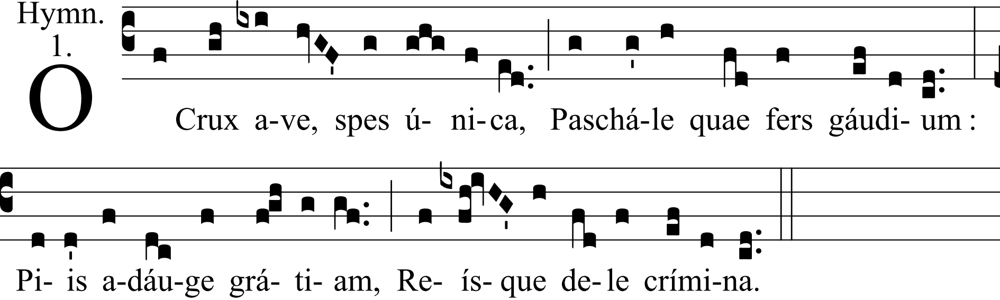 Hymn.
1.
O Crux a-ve, spes ú- ni-ca, Paschá-le quae fers gáudi- um :
Pi- is a-dáu-ge grá- ti- am, Re- ís- que de-le crími-na.